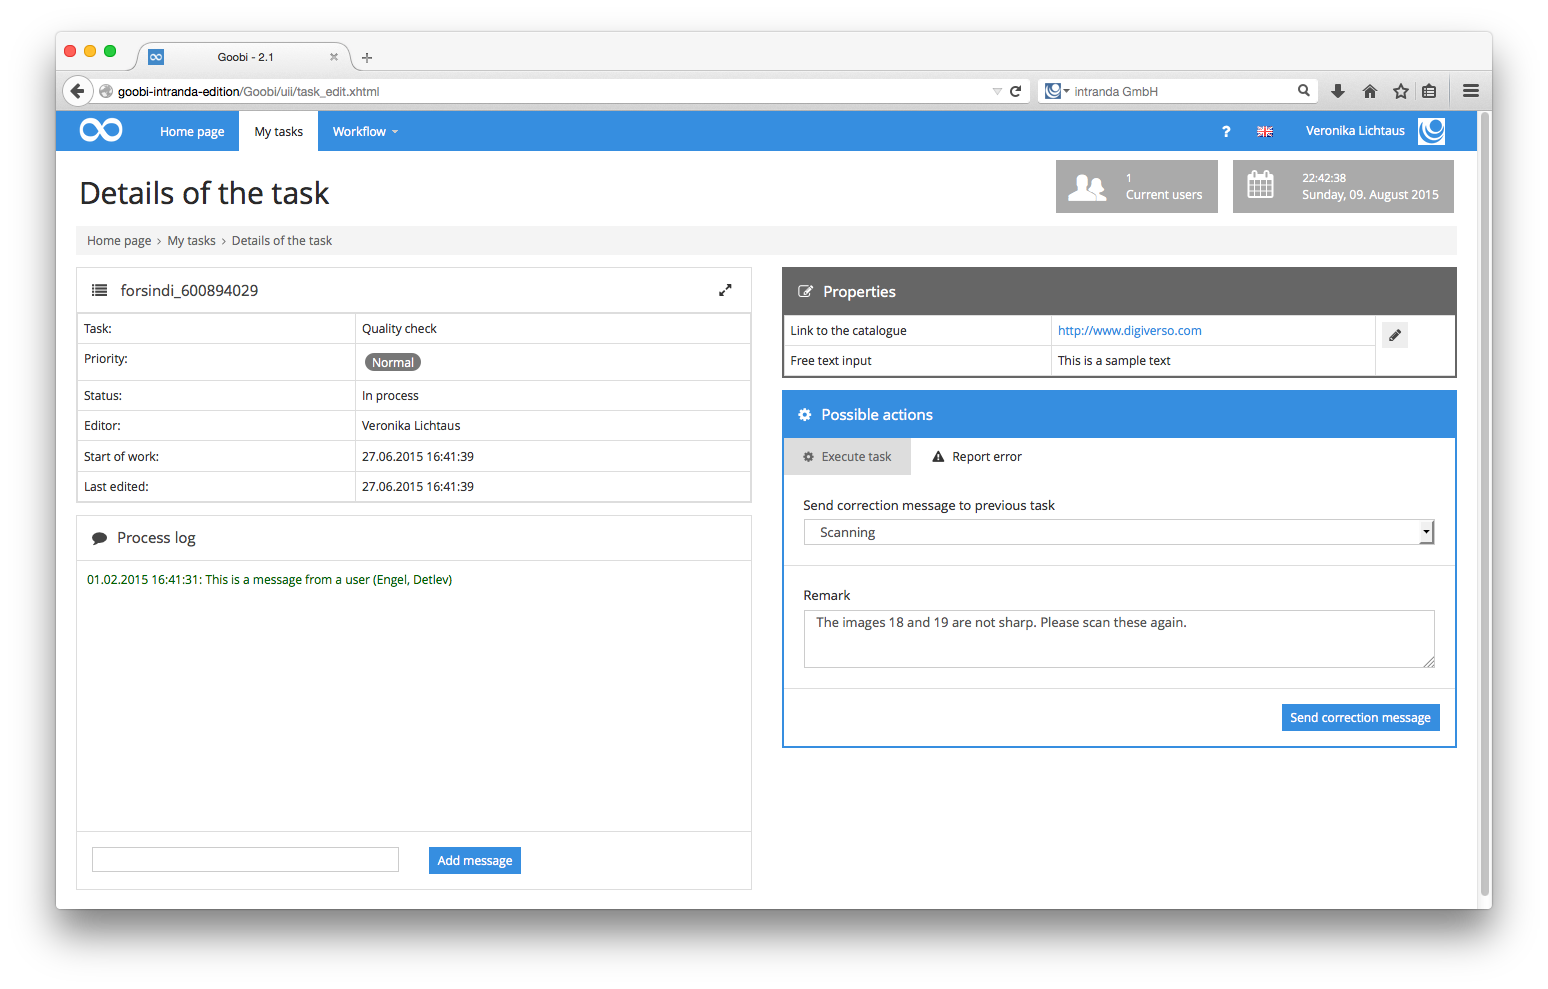 Goobi - 2.1
goobi-intranda-edition/Goobi/uii/task_edit.xhtml
intranda GmbH
Home page
My tasks
Workflow
?
Veronika Lichtaus
Details of the task
1
Current users
22:42:38
Sunday, 09. August 2015
Home page › My tasks › Details of the task
forsindi_600894029
Task: Quality check
Priority: Normal
Status: In process
Editor: Veronika Lichtaus
Start of work: 27.06.2015 16:41:39
Last edited: 27.06.2015 16:41:39
Process log
01.02.2015 16:41:31: This is a message from a user (Engel, Detlev)
Add message
Properties
Link to the catalogue http://www.digiverso.com
Free text input This is a sample text
Possible actions
Execute task
Report error
Send correction message to previous task
Scanning
Remark
The images 18 and 19 are not sharp. Please scan these again.
Send correction message